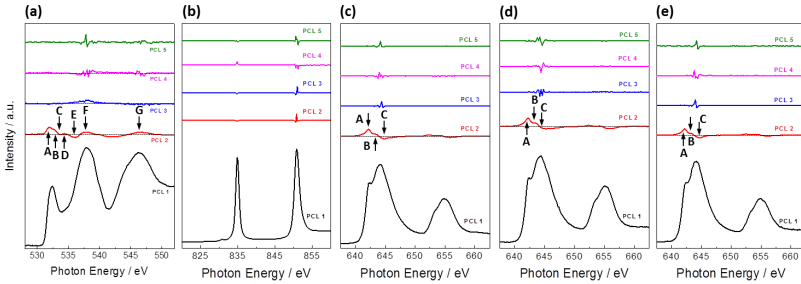 (a) (b) (c) (d) (e)
Intensity / a.u.
PCL 5
PCL 4
PCL 3
C E F G
PCL 2
A B D
PCL 1
530 535 540 545 550
Photon Energy / eV
PCL 5
PCL 4
PCL 3
PCL 2
PCL 1
825 835 845 855
Photon Energy / eV
PCL 5
PCL 4
PCL 3
A C
PCL 2
B
PCL 1
640 645 650 655 660
Photon Energy / eV
PCL 5
PCL 4
PCL 3
B C
PCL 2
A
PCL 1
640 645 650 655 660
Photon Energy / eV
PCL 5
PCL 4
PCL 3
C
PCL 2
B
A
PCL 1
640 645 650 655 660
Photon Energy / eV